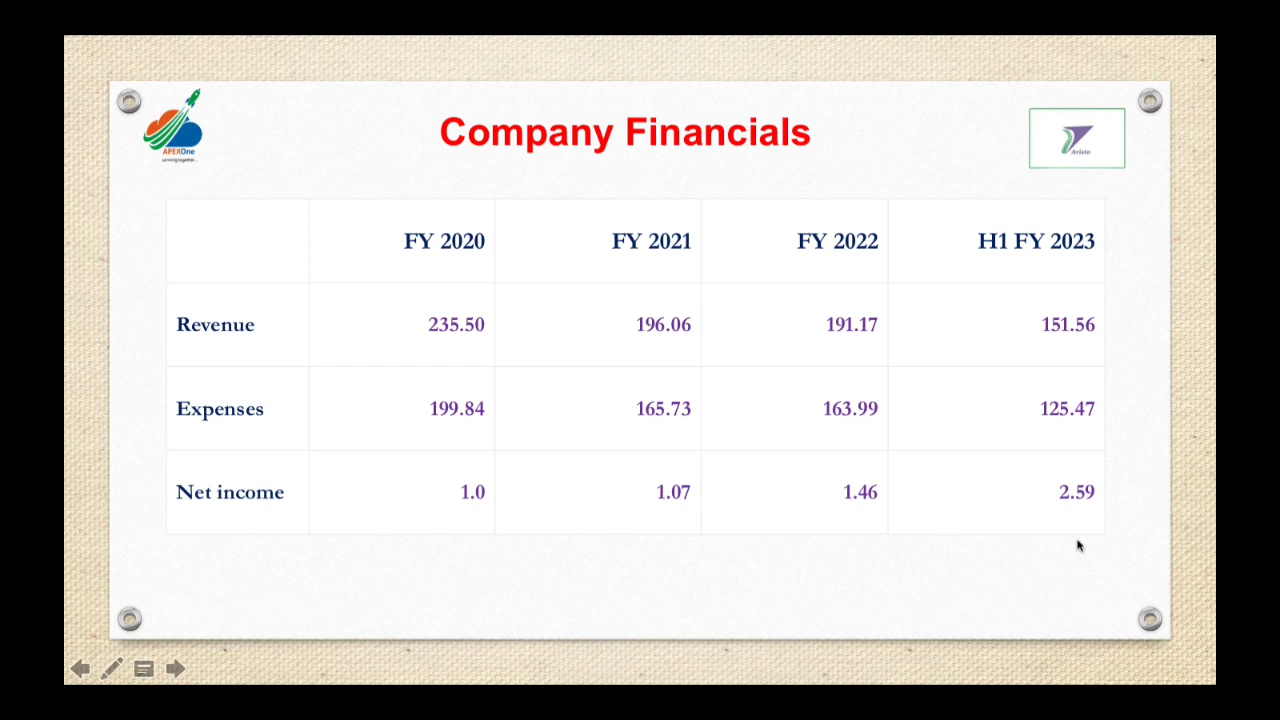 APEXOne
winning together...
Company Financials
Aristo
FY 2020 FY 2021 FY 2022 H1 FY 2023
Revenue 235.50 196.06 191.17 151.56
Expenses 199.84 165.73 163.99 125.47
Net income 1.0 1.07 1.46 2.59